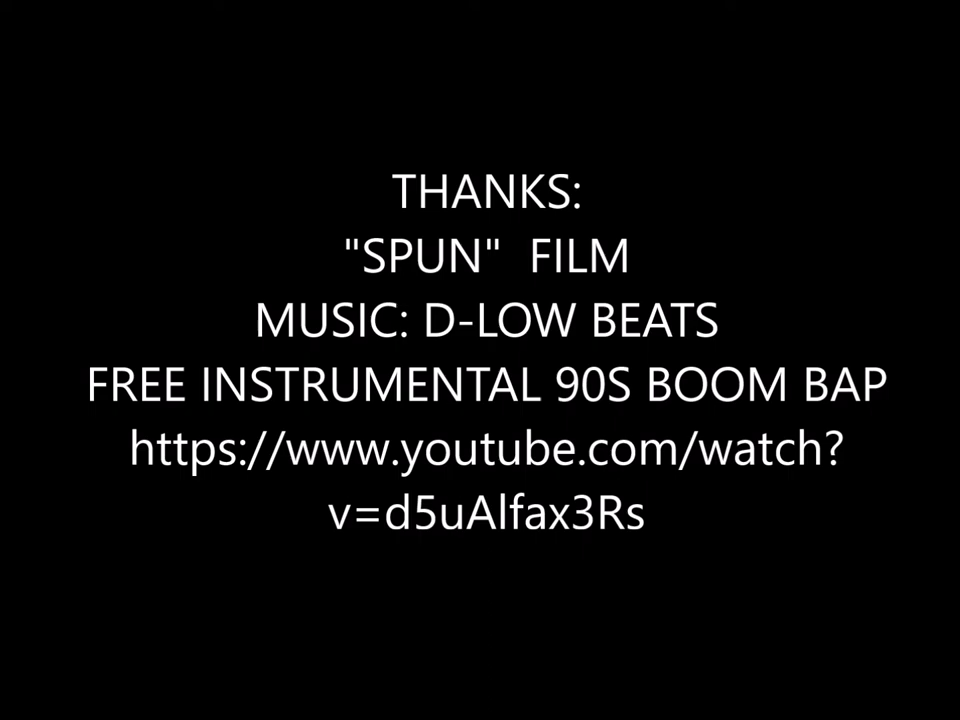 THANKS:
"SPUN"  FILM
MUSIC: D-LOW BEATS
FREE INSTRUMENTAL 90S BOOM BAP
https://www.youtube.com/watch?
v=d5uAlfax3Rs